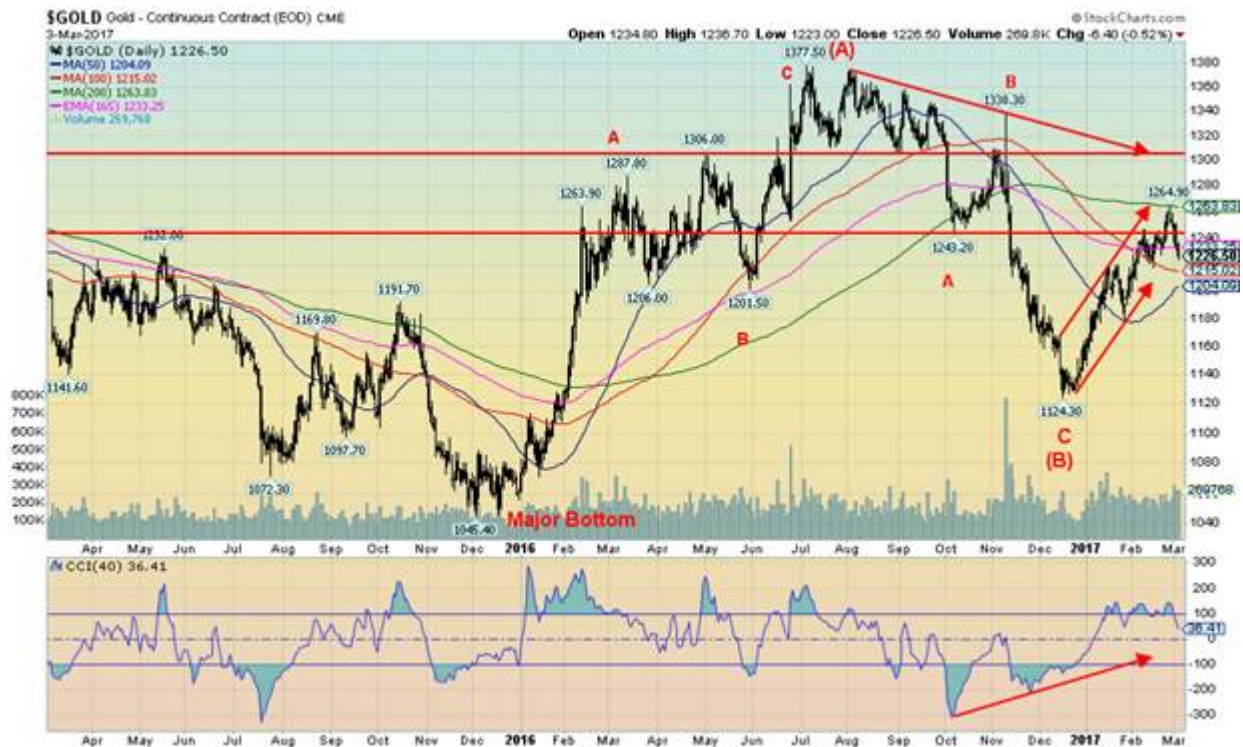 $GOLD Gold - Continuous Contract (EOD) CME
© StockCharts.com
3-Mar-2017
Open 1234.80 High 1236.70 Low 1223.00 Close 1226.50 Volume 269.8K Chg -6.40 (-0.52%)
$GOLD (Daily) 1226.50
MA(50) 1204.09
MA(100) 1215.02
MA(200) 1263.83
EMA(165) 1233.25
Volume 269,768
1377.50
(A)
C
B
1338.30
A
1306.00
1287.80
1263.90
1264.90
1232.00
1243.20
A
1206.00
1201.50
B
1191.70
1169.80
1141.60
1124.30
C
(B)
1097.70
1072.30
1045.40
Major Bottom
1380
1360
1340
1320
1300
1280
1263.83
1240
1226.50
1215.02
1204.09
1180
1160
1140
1120
1100
1080
269768
1040
800K
700K
600K
500K
400K
300K
200K
100K
Apr May Jun Jul Aug Sep Oct Nov Dec 2016 Feb Mar Apr May Jun Jul Aug Sep Oct Nov Dec 2017 Feb Mar
CCI(40) 36.41
300
200
100
36.41
0
-100
-200
-300
Apr May Jun Jul Aug Sep Oct Nov Dec 2016 Feb Mar Apr May Jun Jul Aug Sep Oct Nov Dec 2017 Feb Mar